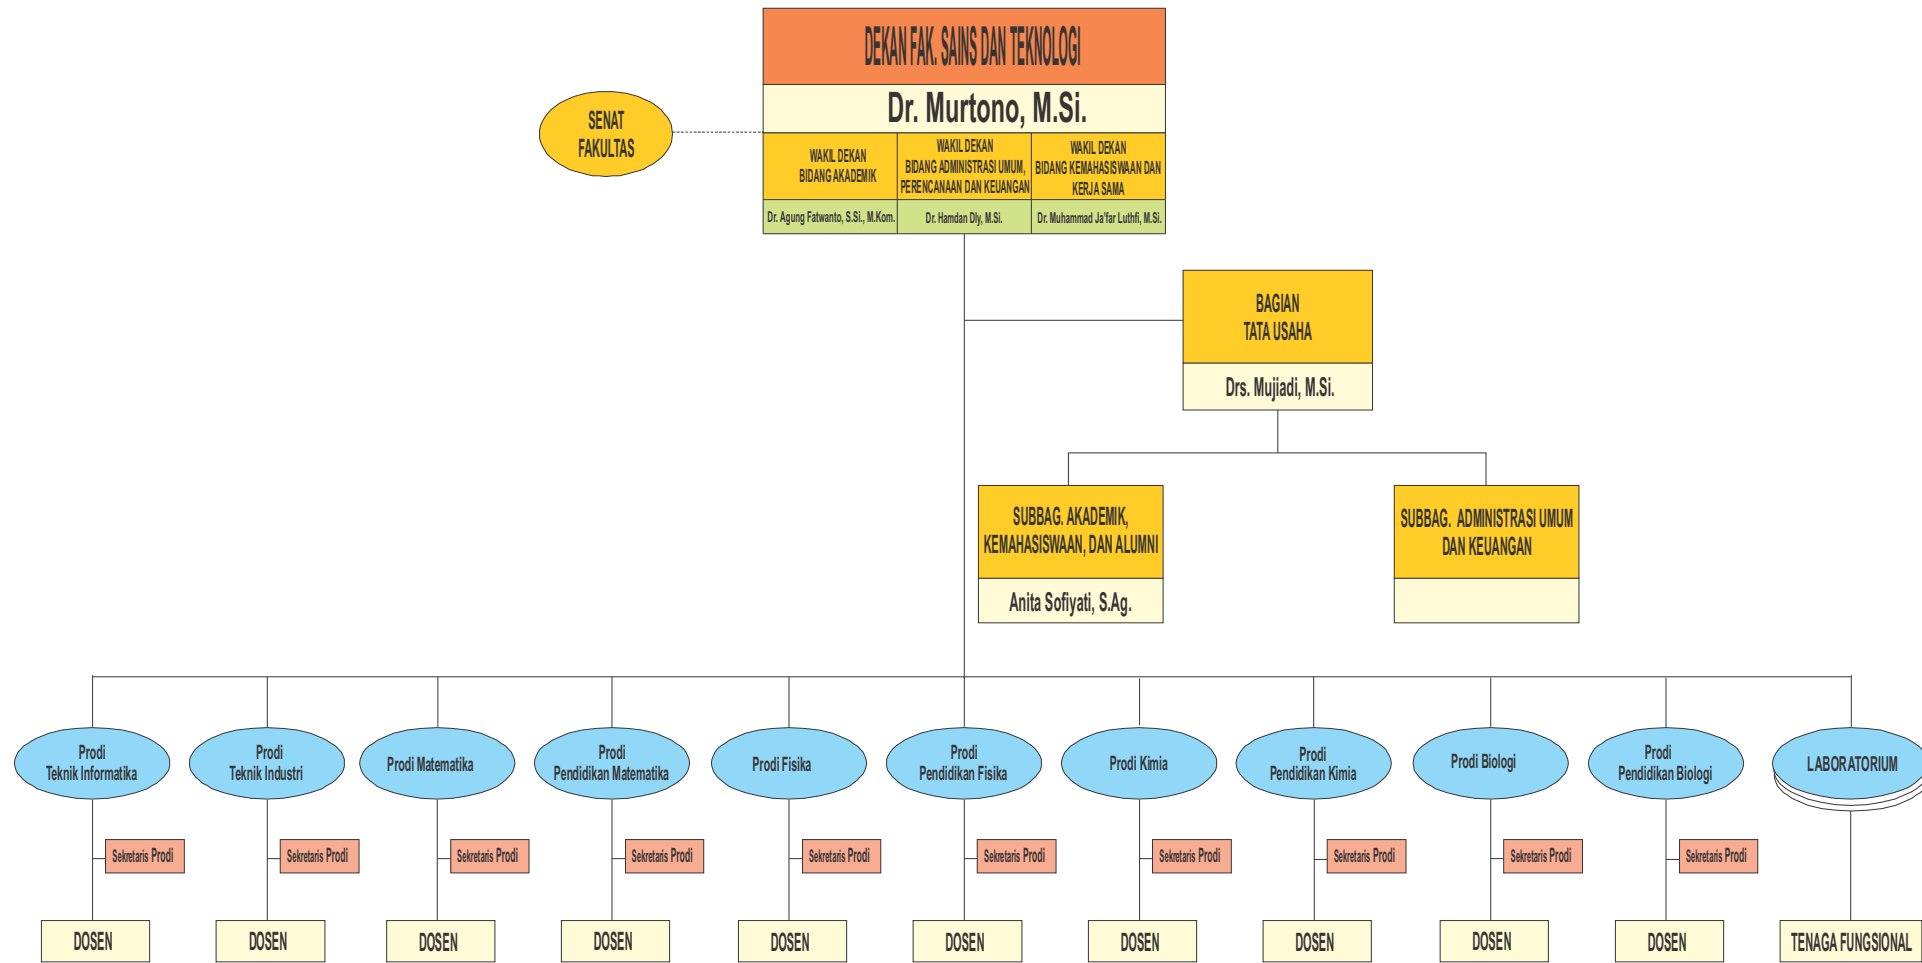 DEKAN FAK. SAINS DAN TEKNOLOGI
Dr. Murtono, M.Si.
SENAT
FAKULTAS
WAKIL DEKAN
BIDANG AKADEMIK
WAKIL DEKAN
BIDANG ADMINISTRASI UMUM,
PERENCANAAN DAN KEUANGAN
WAKIL DEKAN
BIDANG KEMAHASISWAAN DAN
KERJA SAMA
Dr. Agung Fatwanto, S.Si., M.Kom.
Dr. Hamdan Dly, M.Si.
Dr. Muhammad Ja'far Luthfi, M.Si.
BAGIAN
TATA USAHA
Drs. Mujiadi, M.Si.
SUBBAG. AKADEMIK,
KEMAHASISWAAN, DAN ALUMNI
Anita Sofiyati, S.Ag.
SUBBAG. ADMINISTRASI UMUM
DAN KEUANGAN
Prodi
Teknik Informatika
Prodi
Teknik Industri
Prodi Matematika
Prodi
Pendidikan Matematika
Prodi Fisika
Prodi
Pendidikan Fisika
Prodi Kimia
Prodi
Pendidikan Kimia
Prodi Biologi
Prodi
Pendidikan Biologi
LABORATORIUM
Sekretaris Prodi
Sekretaris Prodi
Sekretaris Prodi
Sekretaris Prodi
Sekretaris Prodi
Sekretaris Prodi
Sekretaris Prodi
Sekretaris Prodi
Sekretaris Prodi
Sekretaris Prodi
DOSEN
DOSEN
DOSEN
DOSEN
DOSEN
DOSEN
DOSEN
DOSEN
DOSEN
DOSEN
TENAGA FUNGSIONAL